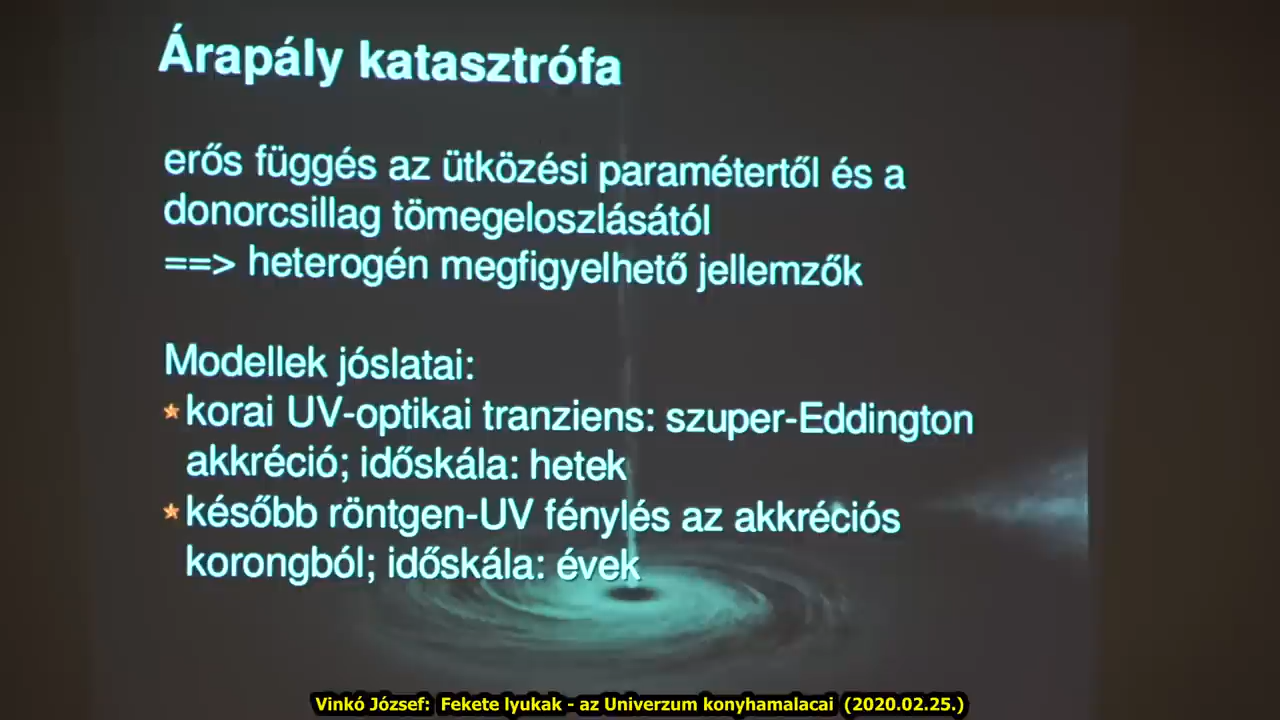 Árapály katasztrófa
erős függés az ütközési paramétertől és a
donorcsillag tömegeloszlásától
==> heterogén megfigyelhető jellemzők
Modellek jóslatai:
korai UV-optikai tranziens: szuper-Eddington
akkréció; időskála: hetek
később röntgen-UV fénylés az akkréciós
korongból; időskála: évek
Vinkó József: Fekete lyukak - az Univerzum konyhamalacai (2020.02.25.)